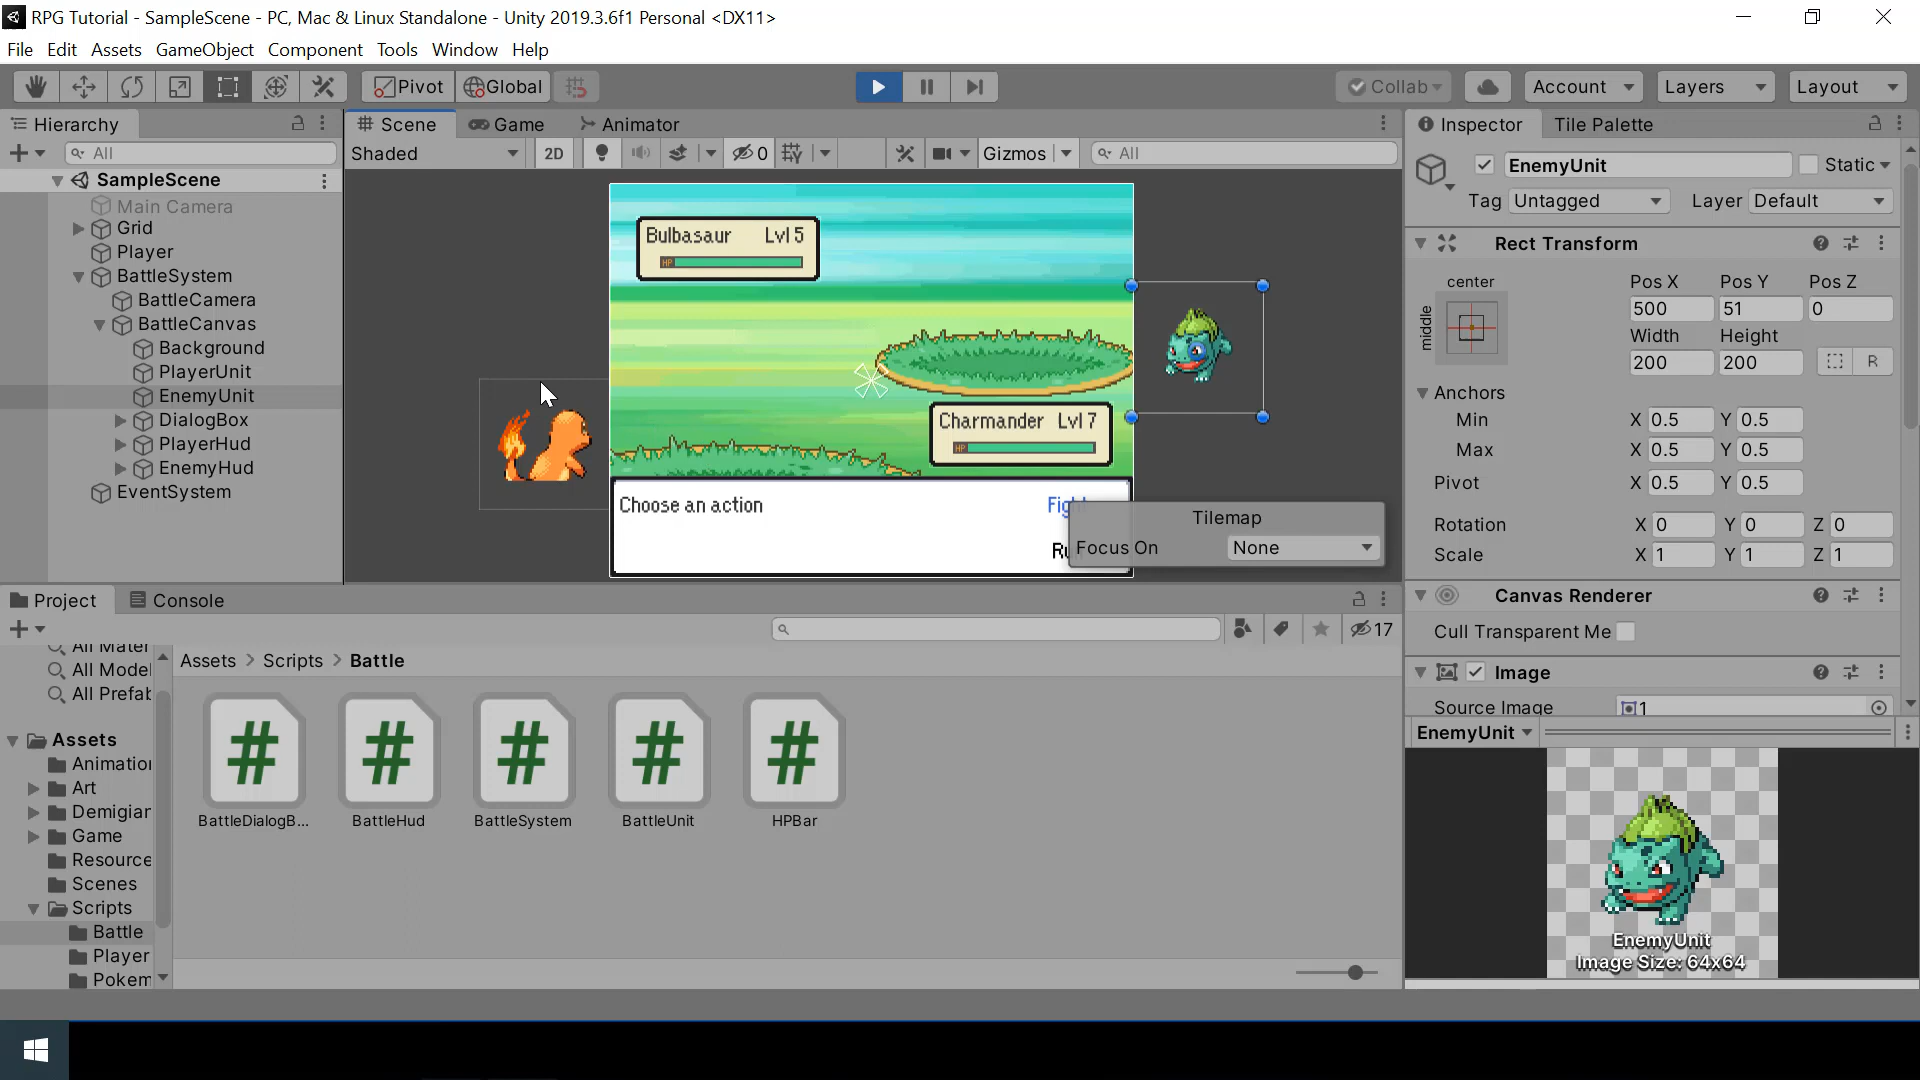 RPG Tutorial - SampleScene - PC, Mac & Linux Standalone - Unity 2019.3.6f1 Personal <DX11>
File Edit Assets GameObject Component Tools Window Help
Pivot Global Collab Account Layers Layout
Hierarchy
All
SampleScene
Main Camera
Grid
Player
BattleSystem
BattleCamera
BattleCanvas
Background
PlayerUnit
EnemyUnit
DialogBox
PlayerHud
EnemyHud
EventSystem
Scene Game Animator
Shaded 2D 0 Gizmos All
Bulbasaur Lvl 5
HP
Charmander Lvl 7
HP
Choose an action
Tilemap
Focus On None
Inspector Tile Palette
EnemyUnit Static
Tag Untagged Layer Default
Rect Transform
center
middle
Pos X Pos Y Pos Z
500 51 0
Width Height
200 200 R
Anchors
Min X 0.5 Y 0.5
Max X 0.5 Y 0.5
Pivot X 0.5 Y 0.5
Rotation X 0 Y 0 Z 0
Scale X 1 Y 1 Z 1
Canvas Renderer
Cull Transparent Me
Image
Source Image 1
EnemyUnit
EnemyUnit
Image Size: 64x64
Project Console
17
All Mater
All Model
All Prefab
Assets
Animation
Art
Demigian
Game
Resource
Scenes
Scripts
Battle
Player
Pokem
Assets > Scripts > Battle
BattleDialogB...
BattleHud
BattleSystem
BattleUnit
HPBar